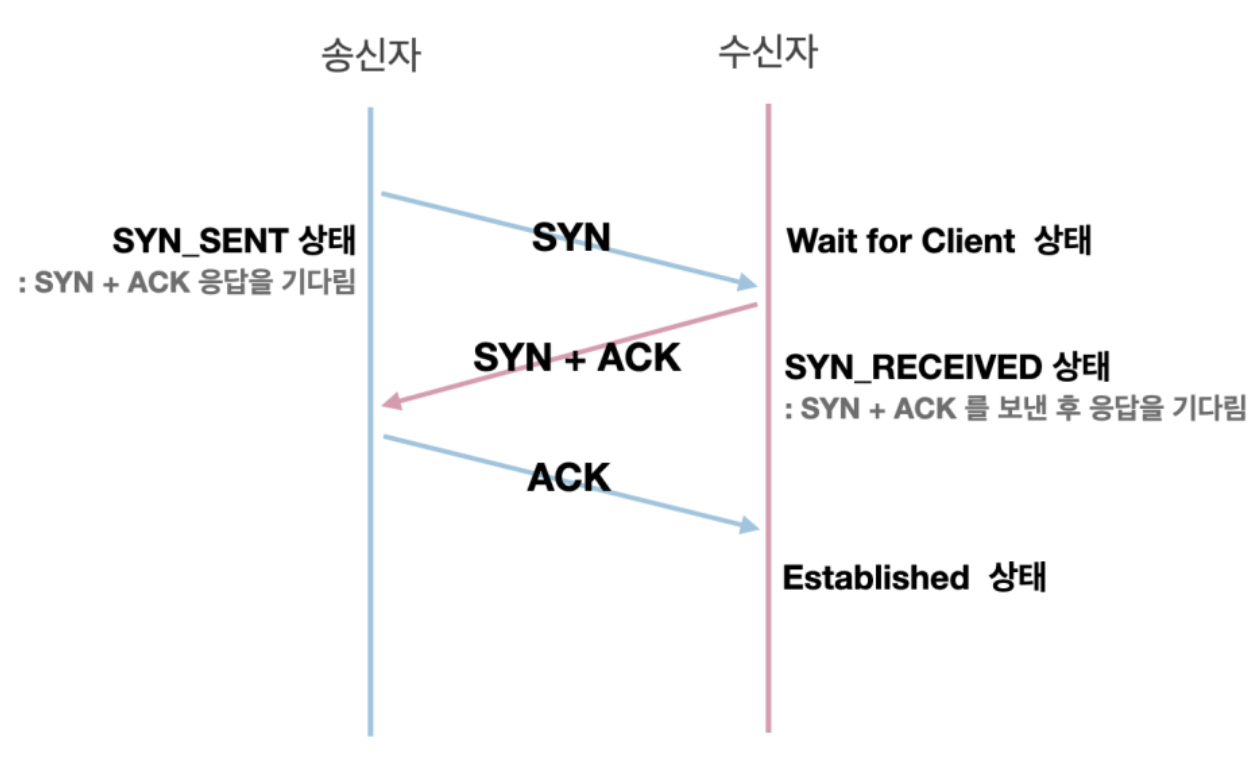 송신자
수신자
SYN_SENT 상태
: SYN + ACK 응답을 기다림
SYN
Wait for Client 상태
SYN + ACK
SYN_RECEIVED 상태
: SYN + ACK 를 보낸 후 응답을 기다림
ACK
Established 상태